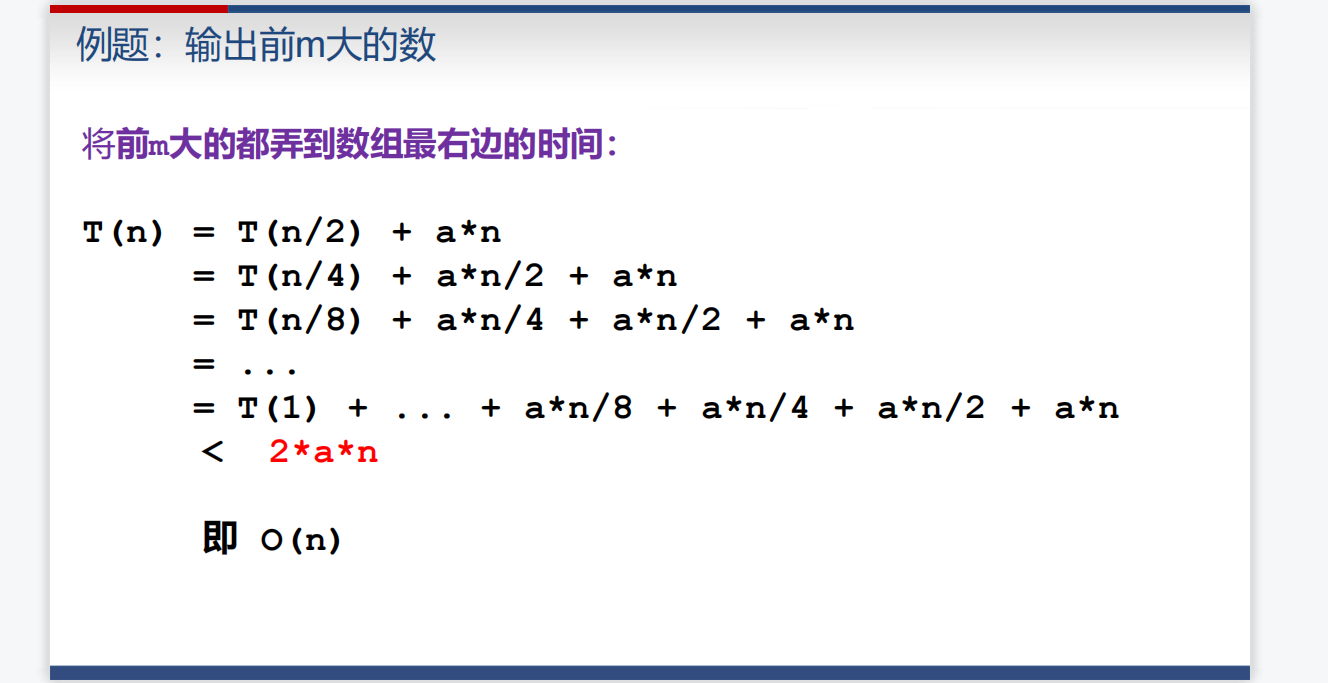 例题：输出前m大的数
将前m大的都弄到数组最右边的时间：
T(n) = T(n/2) + a*n
= T(n/4) + a*n/2 + a*n
= T(n/8) + a*n/4 + a*n/2 + a*n
= ...
= T(1) + ... + a*n/8 + a*n/4 + a*n/2 + a*n
< 2*a*n
即 O(n)